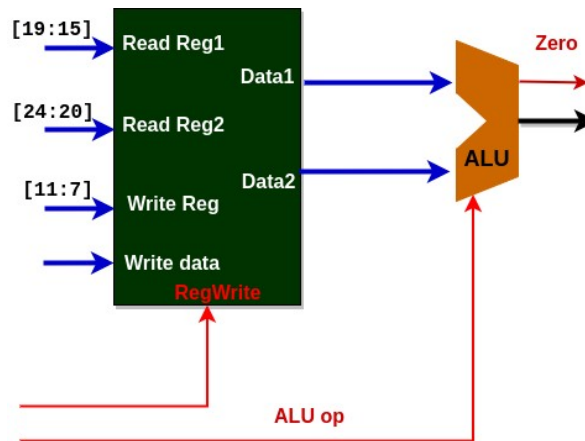 [19:15]
Read Reg1
Zero
Data1
[24:20]
Read Reg2
ALU
Data2
[11:7]
Write Reg
Write data
RegWrite
ALU op